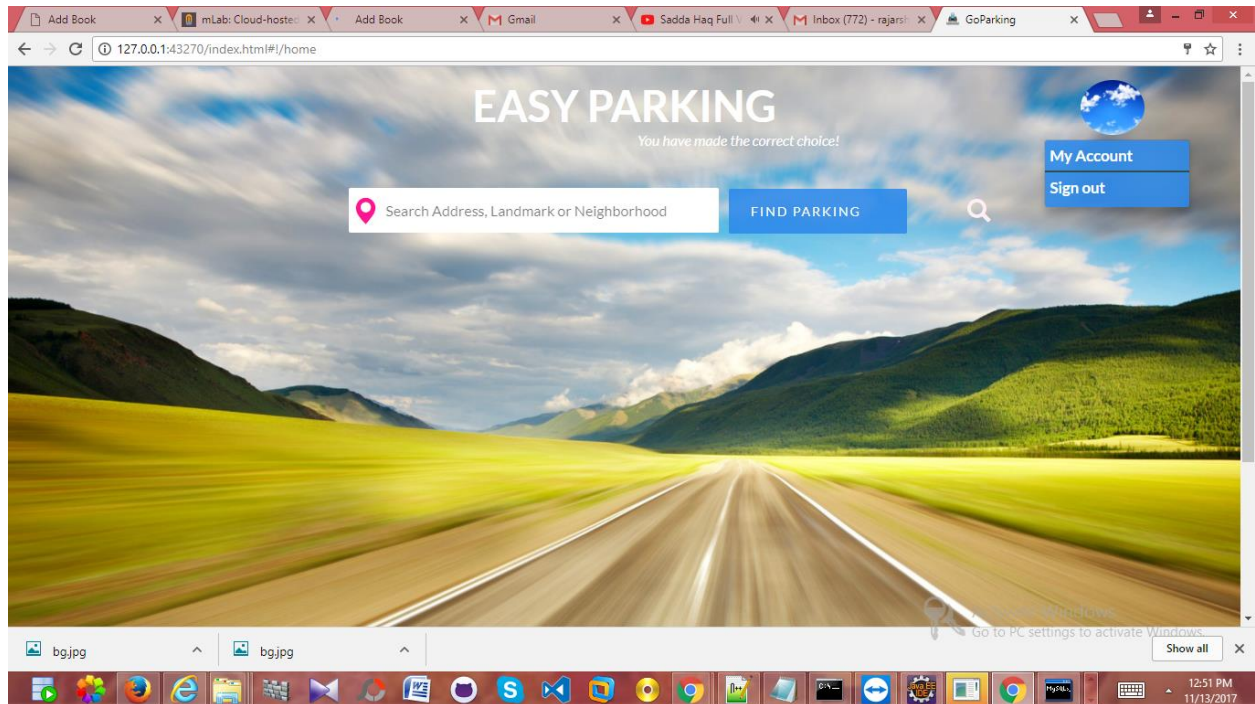 Add Book
mLab: Cloud-hosted
Add Book
Gmail
Sadda Haq Full V
Inbox (772) - rajarsh
GoParking
127.0.0.1:43270/index.html#!/home
EASY PARKING
You have made the correct choice!
My Account
Sign out
Search Address, Landmark or Neighborhood
FIND PARKING
Windows
Go to PC settings to activate Windows.
bg.jpg
bg.jpg
Show all
12:51 PM
11/13/2017